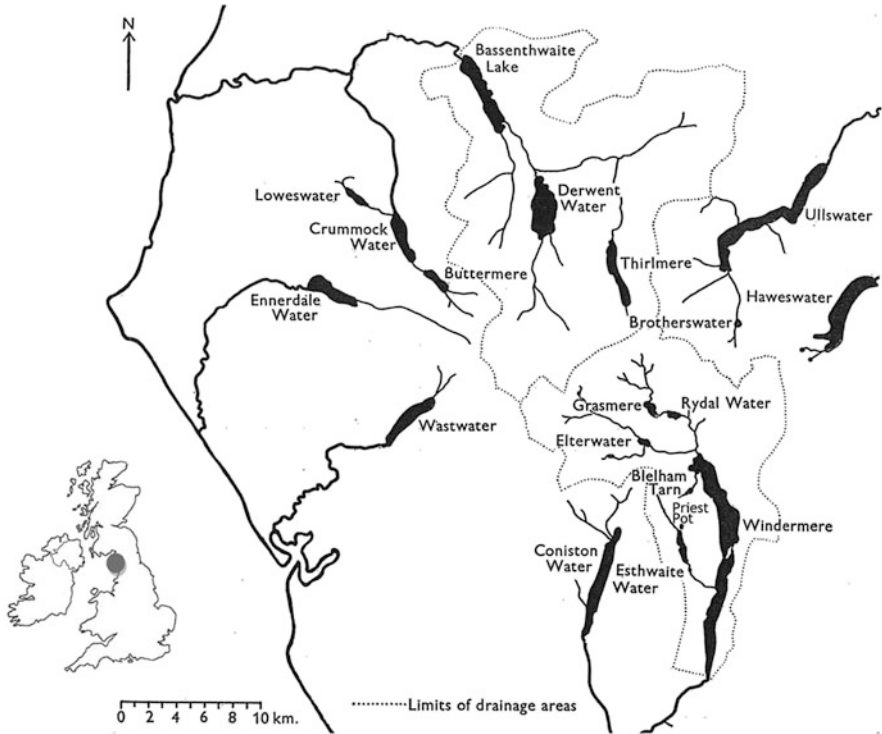 N
Bassenthwaite
Lake
Loweswater
Derwent
Water
Ullswater
Crummock
Water
Buttermere
Thirlmere
Ennerdale
Water
Haweswater
Brotherswater
Grasmere
Rydal Water
Wastwater
Elterwater
Blelham
Tarn
Priest
Pot
Windermere
Coniston
Water
Esthwaite
Water
0 2 4 6 8 10 km.
Limits of drainage areas